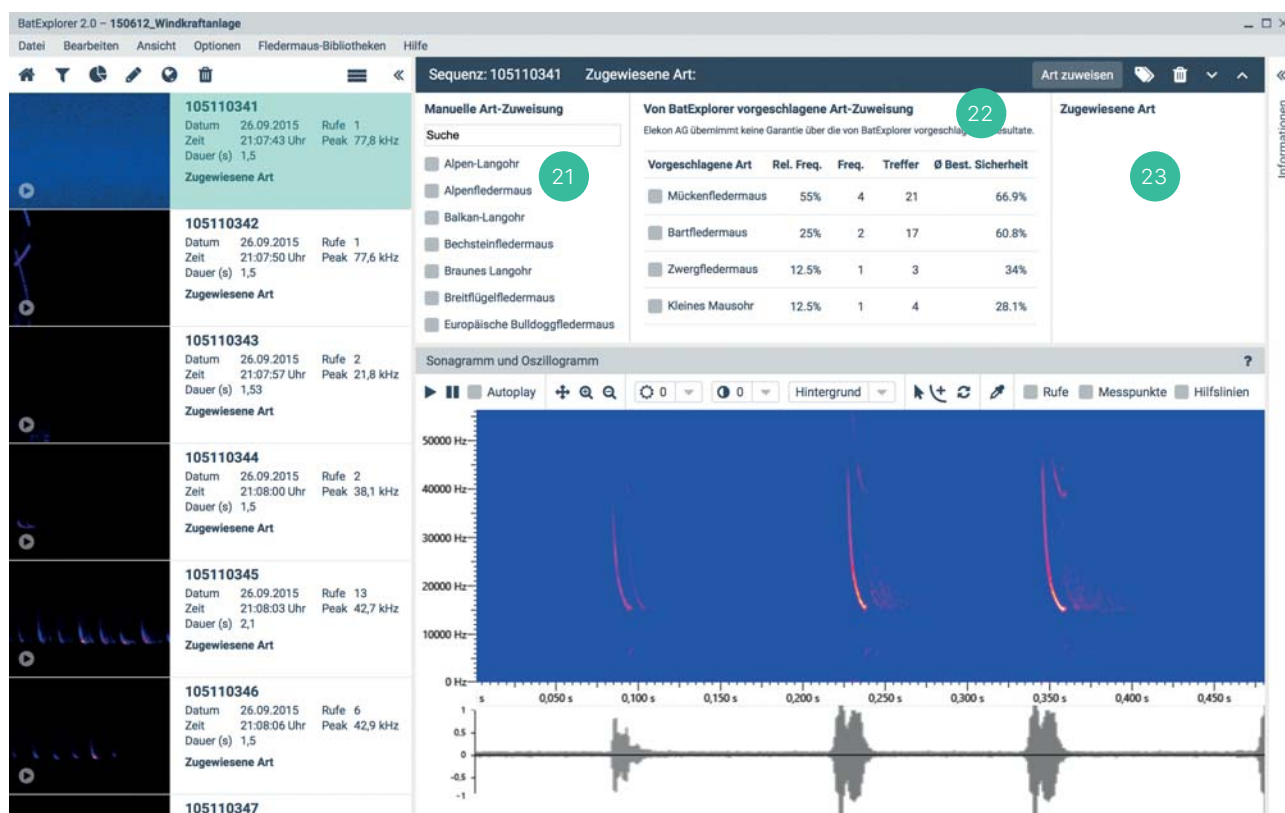 BatExplorer 2.0 – 150612_Windkraftanlage
Datei Bearbeiten Ansicht Optionen Fledermaus-Bibliotheken Hilfe
105110341
Datum 26.09.2015 Rufe 1
Zeit 21:07:43 Uhr Peak 77,8 kHz
Dauer (s) 1,5
Zugewiesene Art
105110342
Datum 26.09.2015 Rufe 1
Zeit 21:07:50 Uhr Peak 77,6 kHz
Dauer (s) 1,5
Zugewiesene Art
105110343
Datum 26.09.2015 Rufe 2
Zeit 21:07:57 Uhr Peak 21,8 kHz
Dauer (s) 1,53
Zugewiesene Art
105110344
Datum 26.09.2015 Rufe 2
Zeit 21:08:00 Uhr Peak 38,1 kHz
Dauer (s) 1,5
Zugewiesene Art
105110345
Datum 26.09.2015 Rufe 13
Zeit 21:08:03 Uhr Peak 42,7 kHz
Dauer (s) 2,1
Zugewiesene Art
105110346
Datum 26.09.2015 Rufe 6
Zeit 21:08:06 Uhr Peak 42,9 kHz
Dauer (s) 1,5
Zugewiesene Art
105110347
Sequenz: 105110341 Zugewiesene Art: Art zuweisen
Manuelle Art-Zuweisung
Suche
Alpen-Langohr
Alpenfledermaus
Balkan-Langohr
Bechsteinfledermaus
Braunes Langohr
Breitflügelfledermaus
Europäische Bulldoggfledermaus
21
Von BatExplorer vorgeschlagene Art-Zuweisung
22
Elekon AG übernimmt keine Garantie über die von BatExplorer
Vorgeschlagene Art Rel. Freq. Freq. Treffer Ø Best. Sicherheit
Mückenfledermaus 55% 4 21 66.9%
Bartfledermaus 25% 2 17 60.8%
Zwergfledermaus 12.5% 1 3 34%
Kleines Mausohr 12.5% 1 4 28.1%
Zugewiesene Art
23
Informationen
Sonagramm und Oszillogramm ?
Autoplay 0 0 Hintergrund Rufe Messpunkte Hilfslinien
50000 Hz
40000 Hz
30000 Hz
20000 Hz
10000 Hz
0 Hz
s 0,050 s 0,100 s 0,150 s 0,200 s 0,250 s 0,300 s 0,350 s 0,400 s 0,450 s
1
0.5
0
-0.5
-1